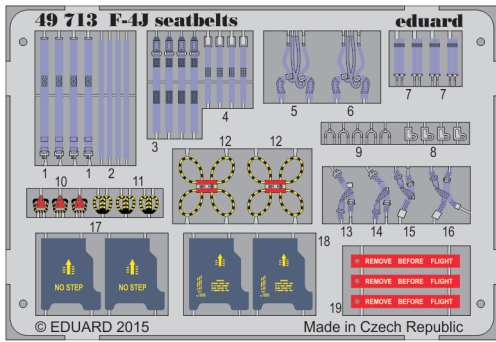 49 713 F-4J seatbelts eduard
1 1 2 3 4 5 6 7 7
9 8
12 12
10 11
13 14 15 16
17 18
NO STEP NO STEP
REMOVE BEFORE FLIGHT
REMOVE BEFORE FLIGHT
REMOVE BEFORE FLIGHT
19
© EDUARD 2015 Made in Czech Republic